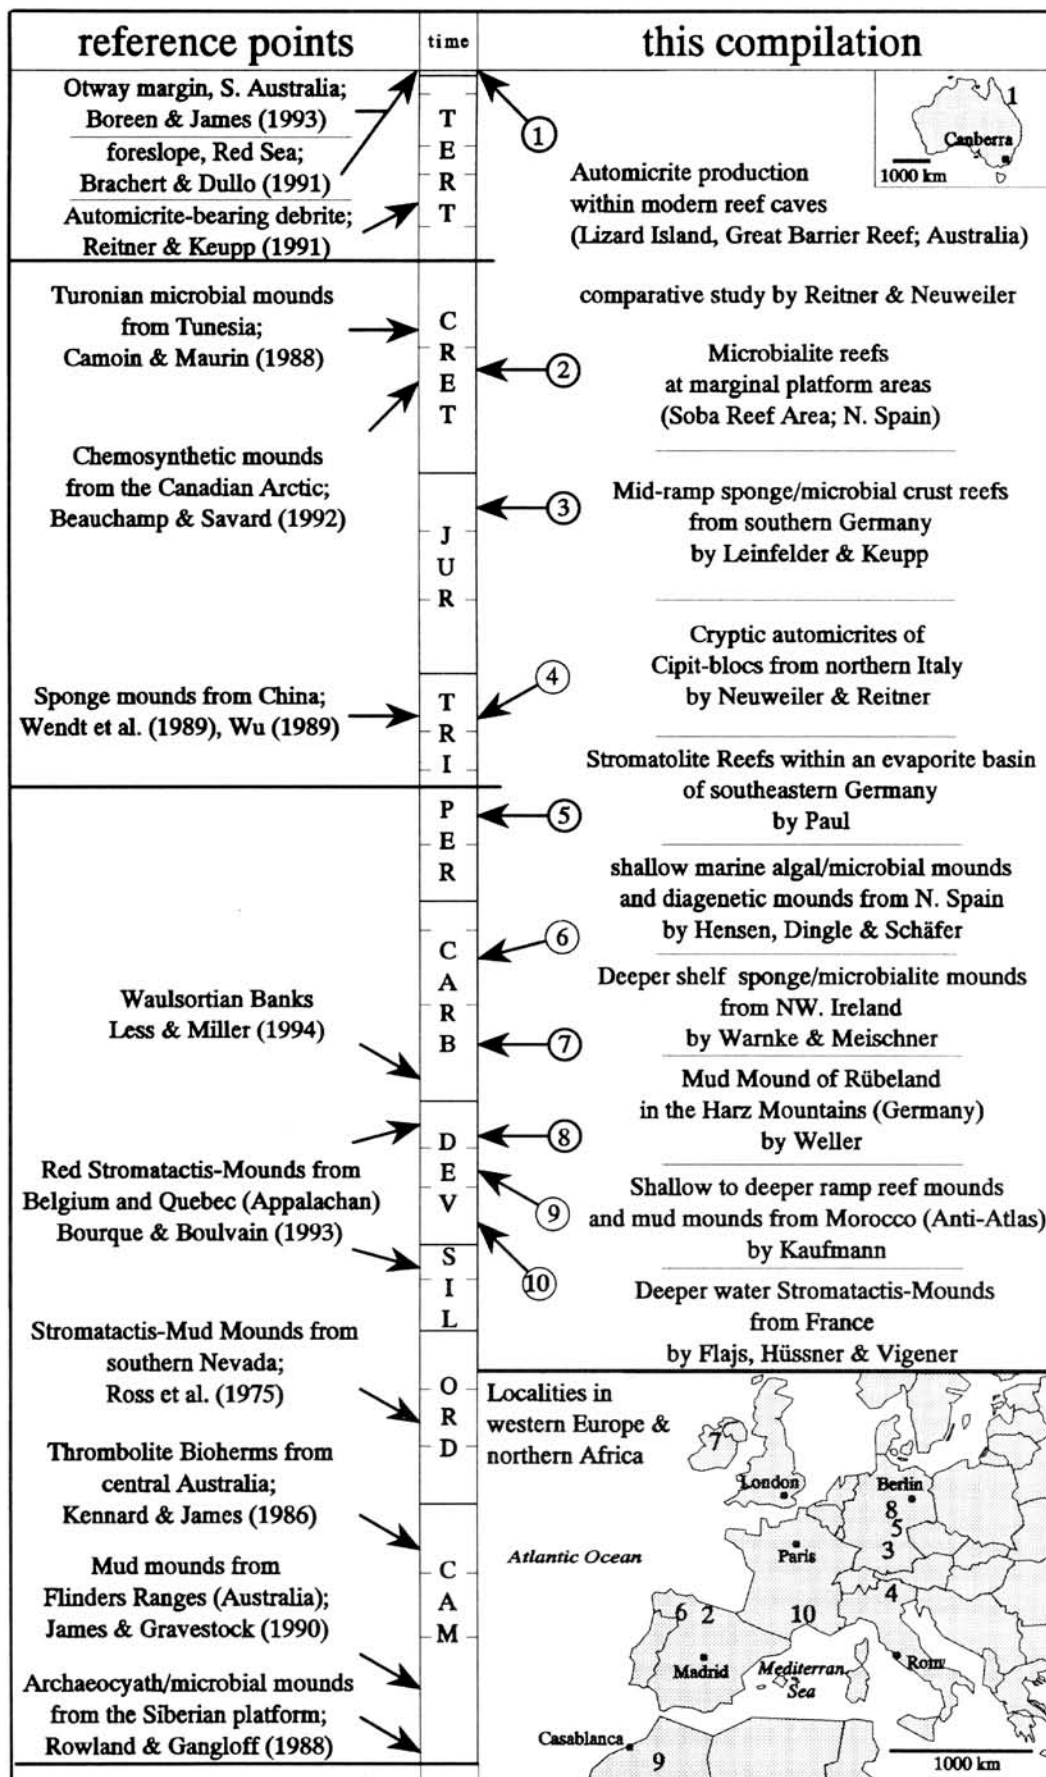 reference points
time
this compilation
Otway margin, S. Australia;
Boreen & James (1993)
foreslope, Red Sea;
Brachert & Dullo (1991)
Automicrite-bearing debrite;
Reitner & Keupp (1991)
Turonian microbial mounds
from Tunesia;
Camoin & Maurin (1988)
Chemosynthetic mounds
from the Canadian Arctic;
Beauchamp & Savard (1992)
Sponge mounds from China;
Wendt et al. (1989), Wu (1989)
Waulsortian Banks
Less & Miller (1994)
Red Stromatactis-Mounds from
Belgium and Quebec (Appalachan)
Bourque & Boulvain (1993)
Stromatactis-Mud Mounds from
southern Nevada;
Ross et al. (1975)
Thrombolite Bioherms from
central Australia;
Kennard & James (1986)
Mud mounds from
Flinders Ranges (Australia);
James & Gravestock (1990)
Archaeocyath/microbial mounds
from the Siberian platform;
Rowland & Gangloff (1988)
TERT
CRET
JUR
TRI
PER
CARB
DEV
SIL
ORD
CAM
1
2
3
4
5
6
7
8
9
10
1
Canberra
1000 km
Automicrite production
within modern reef caves
(Lizard Island, Great Barrier Reef; Australia)
comparative study by Reitner & Neuweiler
Microbialite reefs
at marginal platform areas
(Soba Reef Area; N. Spain)
Mid-ramp sponge/microbial crust reefs
from southern Germany
by Leinfelder & Keupp
Cryptic automicrites of
Cipit-blocs from northern Italy
by Neuweiler & Reitner
Stromatolite Reefs within an evaporite basin
of southeastern Germany
by Paul
shallow marine algal/microbial mounds
and diagenetic mounds from N. Spain
by Hensen, Dingle & Schäfer
Deeper shelf sponge/microbialite mounds
from NW. Ireland
by Warnke & Meischner
Mud Mound of Rübeland
in the Harz Mountains (Germany)
by Weller
Shallow to deeper ramp reef mounds
and mud mounds from Morocco (Anti-Atlas)
by Kaufmann
Deeper water Stromatactis-Mounds
from France
by Flajs, Hüssner & Vigener
Localities in
western Europe &
northern Africa
7
London
Berlin
8
5
3
Atlantic Ocean
Paris
4
6 2
10
Madrid
Mediterran.
Sea
Rom
Casablanca
9
1000 km